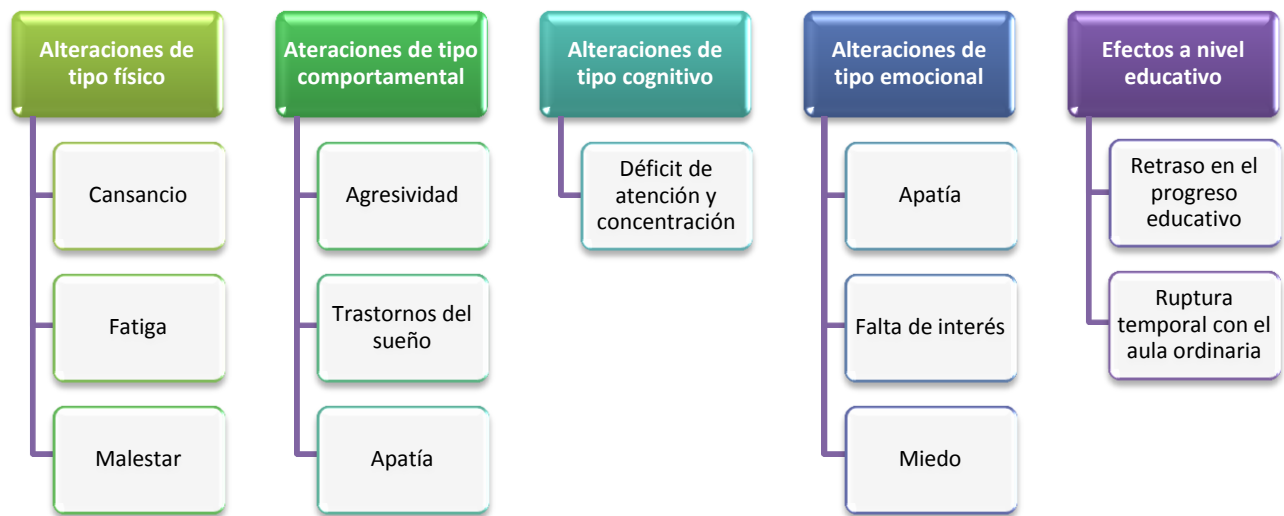 Alteraciones de
tipo físico
Cansancio
Fatiga
Malestar
Ateraciones de tipo
comportamental
Agresividad
Trastornos del
sueño
Apatía
Alteraciones de
tipo cognitivo
Déficit de
atención y
concentración
Alteraciones de
tipo emocional
Apatía
Falta de interés
Miedo
Efectos a nivel
educativo
Retraso en el
progreso
educativo
Ruptura
temporal con el
aula ordinaria